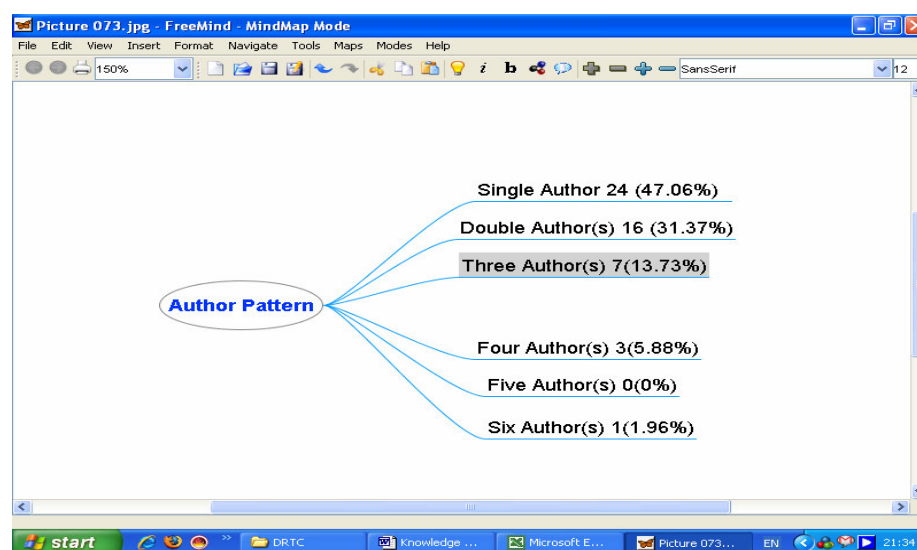 Picture 073.jpg - FreeMind - MindMap Mode
File Edit View Insert Format Navigate Tools Maps Modes Help
150% i b SansSerif 12
Single Author 24 (47.06%)
Double Author(s) 16 (31.37%)
Three Author(s) 7(13.73%)
Author Pattern
Four Author(s) 3(5.88%)
Five Author(s) 0(0%)
Six Author(s) 1(1.96%)
start DRTC Knowledge ... Microsoft E... Picture 073... EN 21:34